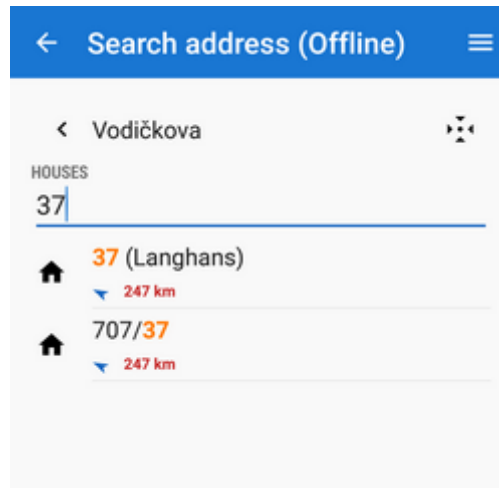 Search address (Offline)
Vodičkova
HOUSES
37
37 (Langhans)
247 km
707/37
247 km